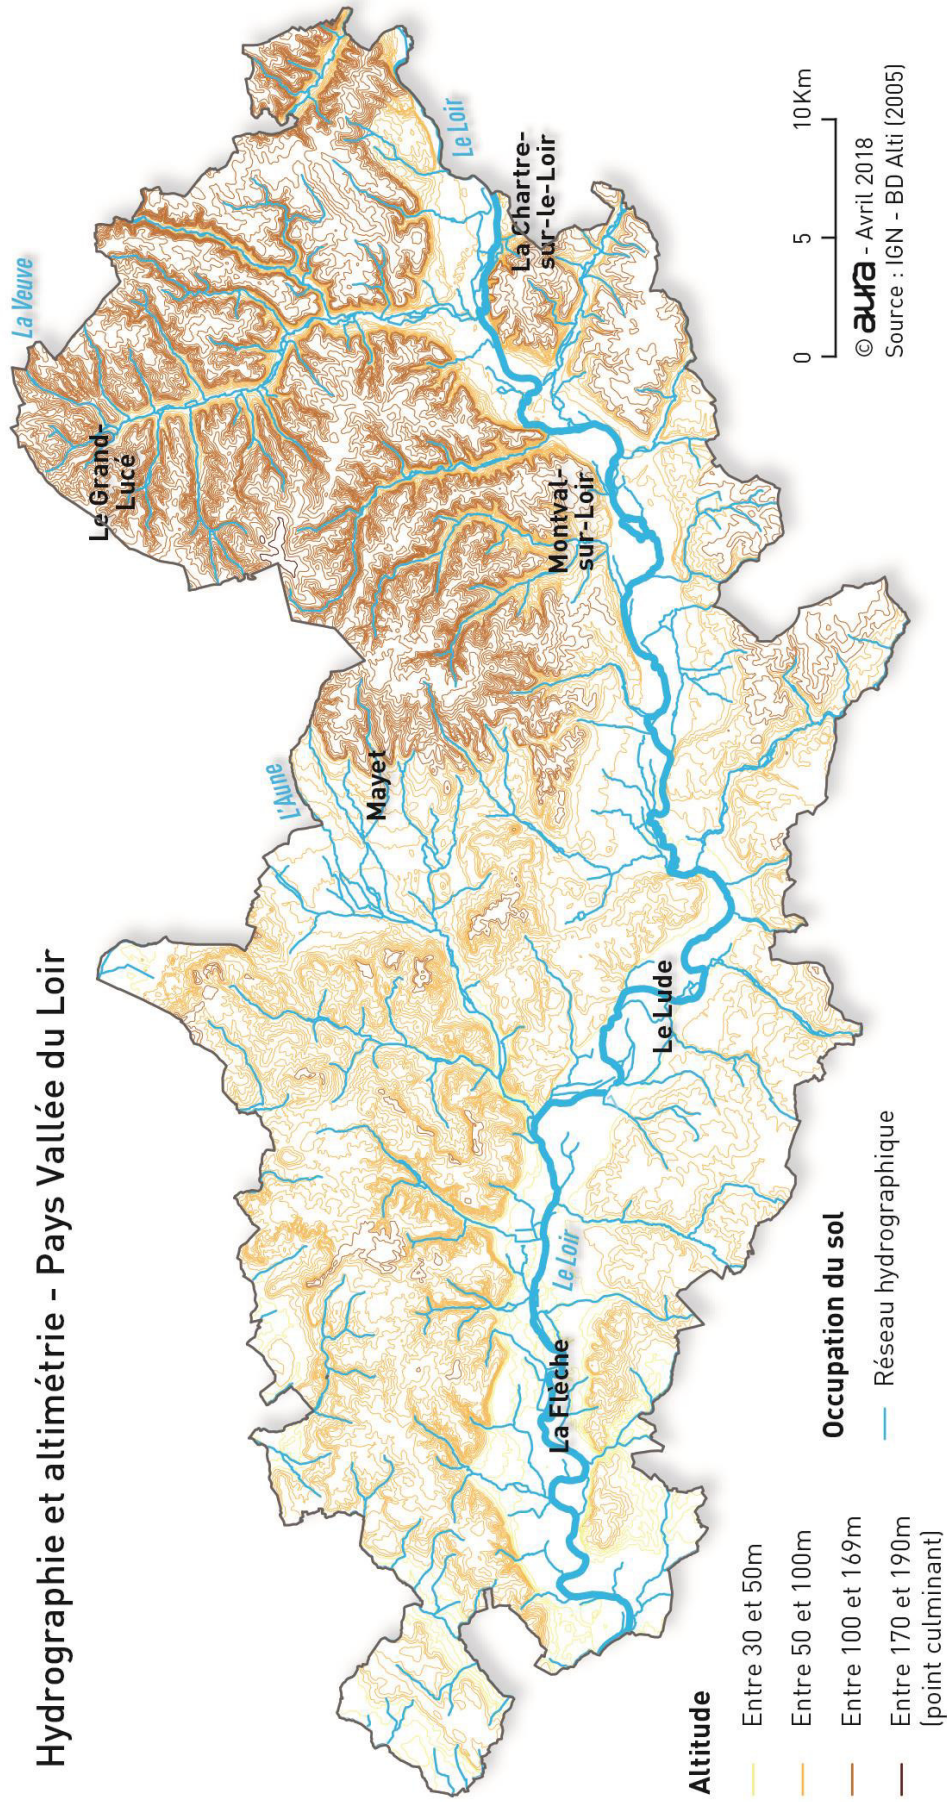 Hydrographie et altimétrie - Pays Vallée du Loir
La Veuve
Le Grand-
Lucé
L'Aune
Mayet
Le Loir
La Chartre-
sur-le-Loir
Montval-
sur-Loir
Le Lude
Le Loir
La Flèche
Altitude
Entre 30 et 50m
Entre 50 et 100m
Entre 100 et 169m
Entre 170 et 190m
(point culminant)
Occupation du sol
Réseau hydrographique
0 5 10Km
© aura - Avril 2018
Source : IGN - BD Alti (2005)